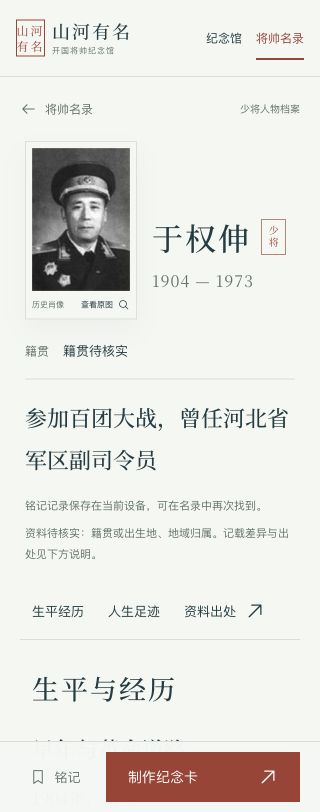 山河
有名
山河有名
开国将帅纪念馆
纪念馆
将帅名录
将帅名录
少将人物档案
历史肖像
查看原图
于权伸
少将
1904 — 1973
籍贯
籍贯待核实
参加百团大战，曾任河北省
军区副司令员
铭记记录保存在当前设备，可在名录中再次找到。
资料待核实：籍贯或出生地、地域归属。记载差异与出
处见下方说明。
生平经历
人生足迹
资料出处
生平与经历
铭记
制作纪念卡